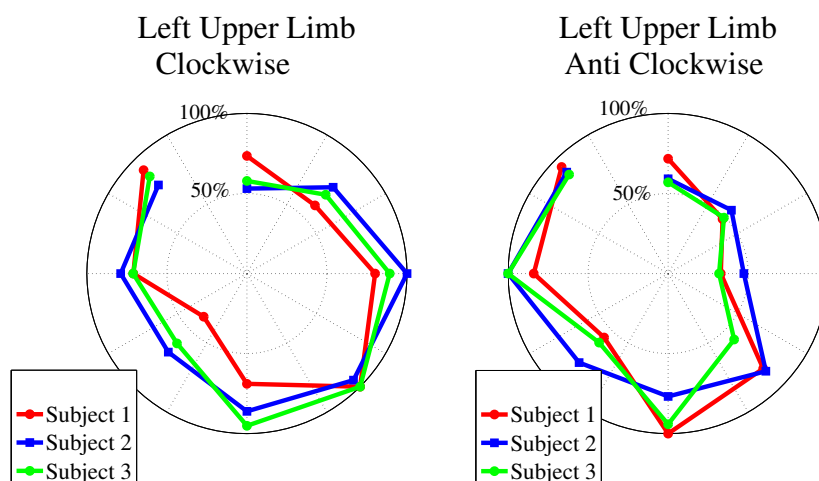 Left Upper Limb
Clockwise
100%
50%
Subject 1
Subject 2
Subject 3
Left Upper Limb
Anti Clockwise
100%
50%
Subject 1
Subject 2
Subject 3